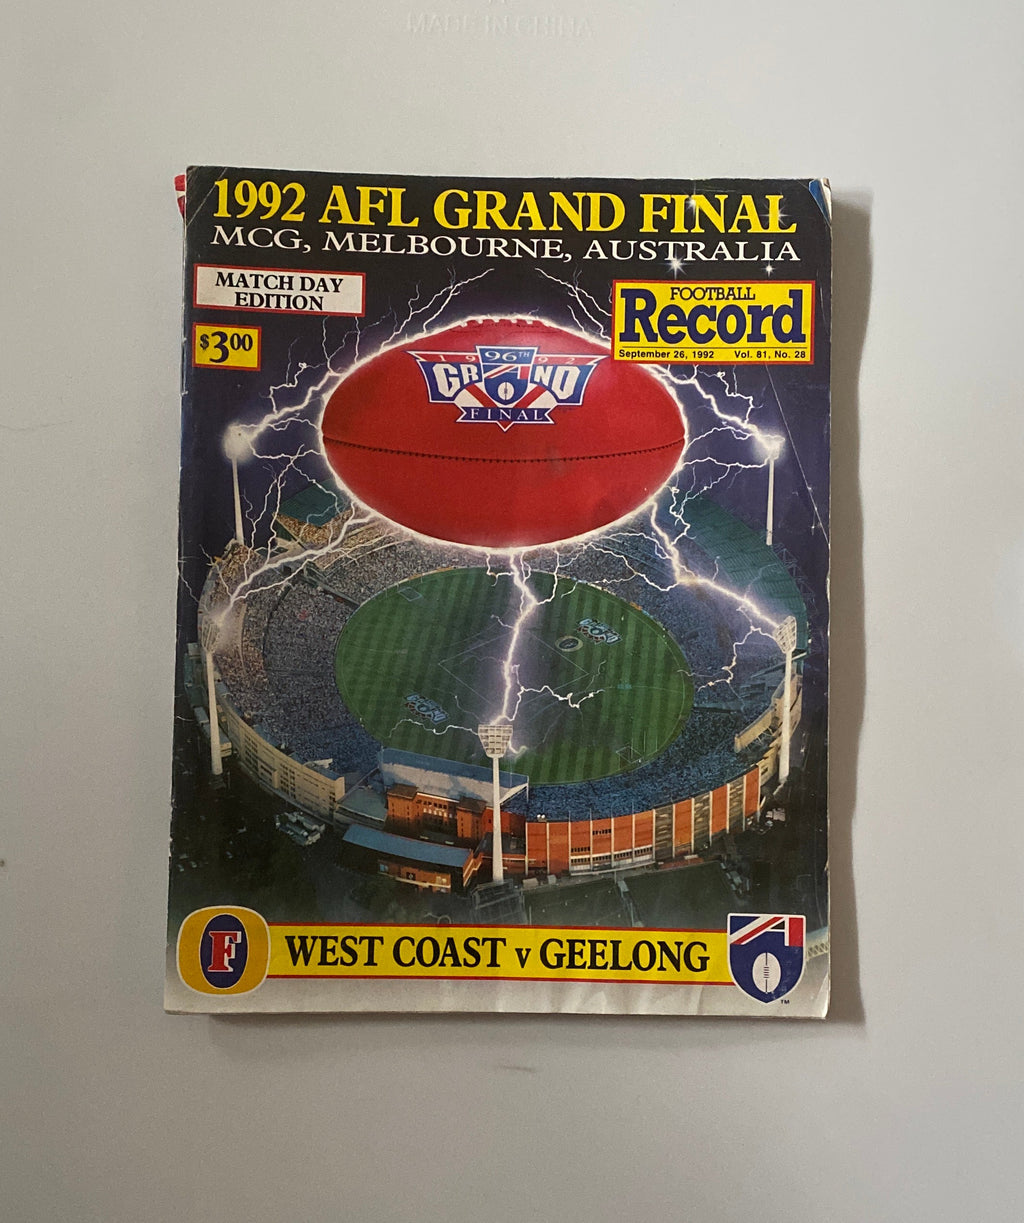 MADE IN CHINA
1992 AFL GRAND FINAL
MCG, MELBOURNE, AUSTRALIA
MATCH DAY
EDITION
$3.00
FOOTBALL
Record
September 26, 1992 Vol. 81, No. 28
96TH
1992
GRAND
FINAL
F
WEST COAST v GEELONG
A
TM